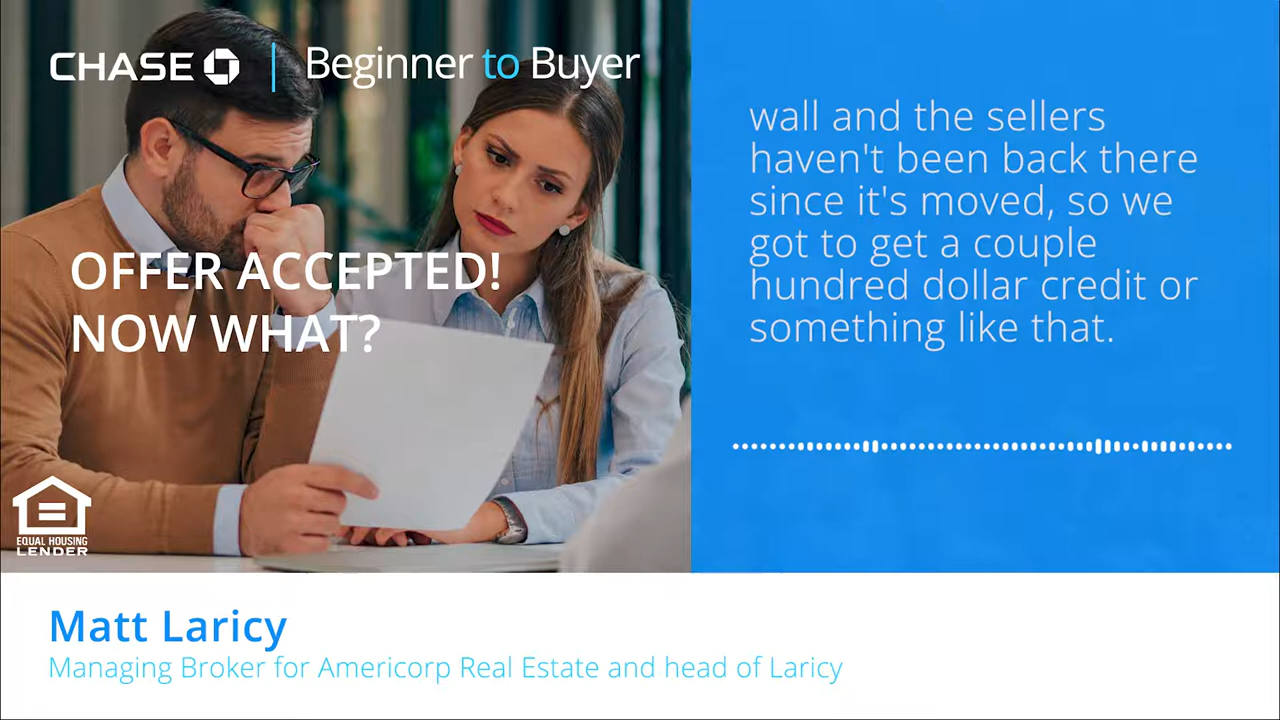 CHASE
Beginner to Buyer
OFFER ACCEPTED!
NOW WHAT?
EQUAL HOUSING
LENDER
wall and the sellers
haven't been back there
since it's moved, so we
got to get a couple
hundred dollar credit or
something like that.
Matt Laricy
Managing Broker for Americorp Real Estate and head of Laricy